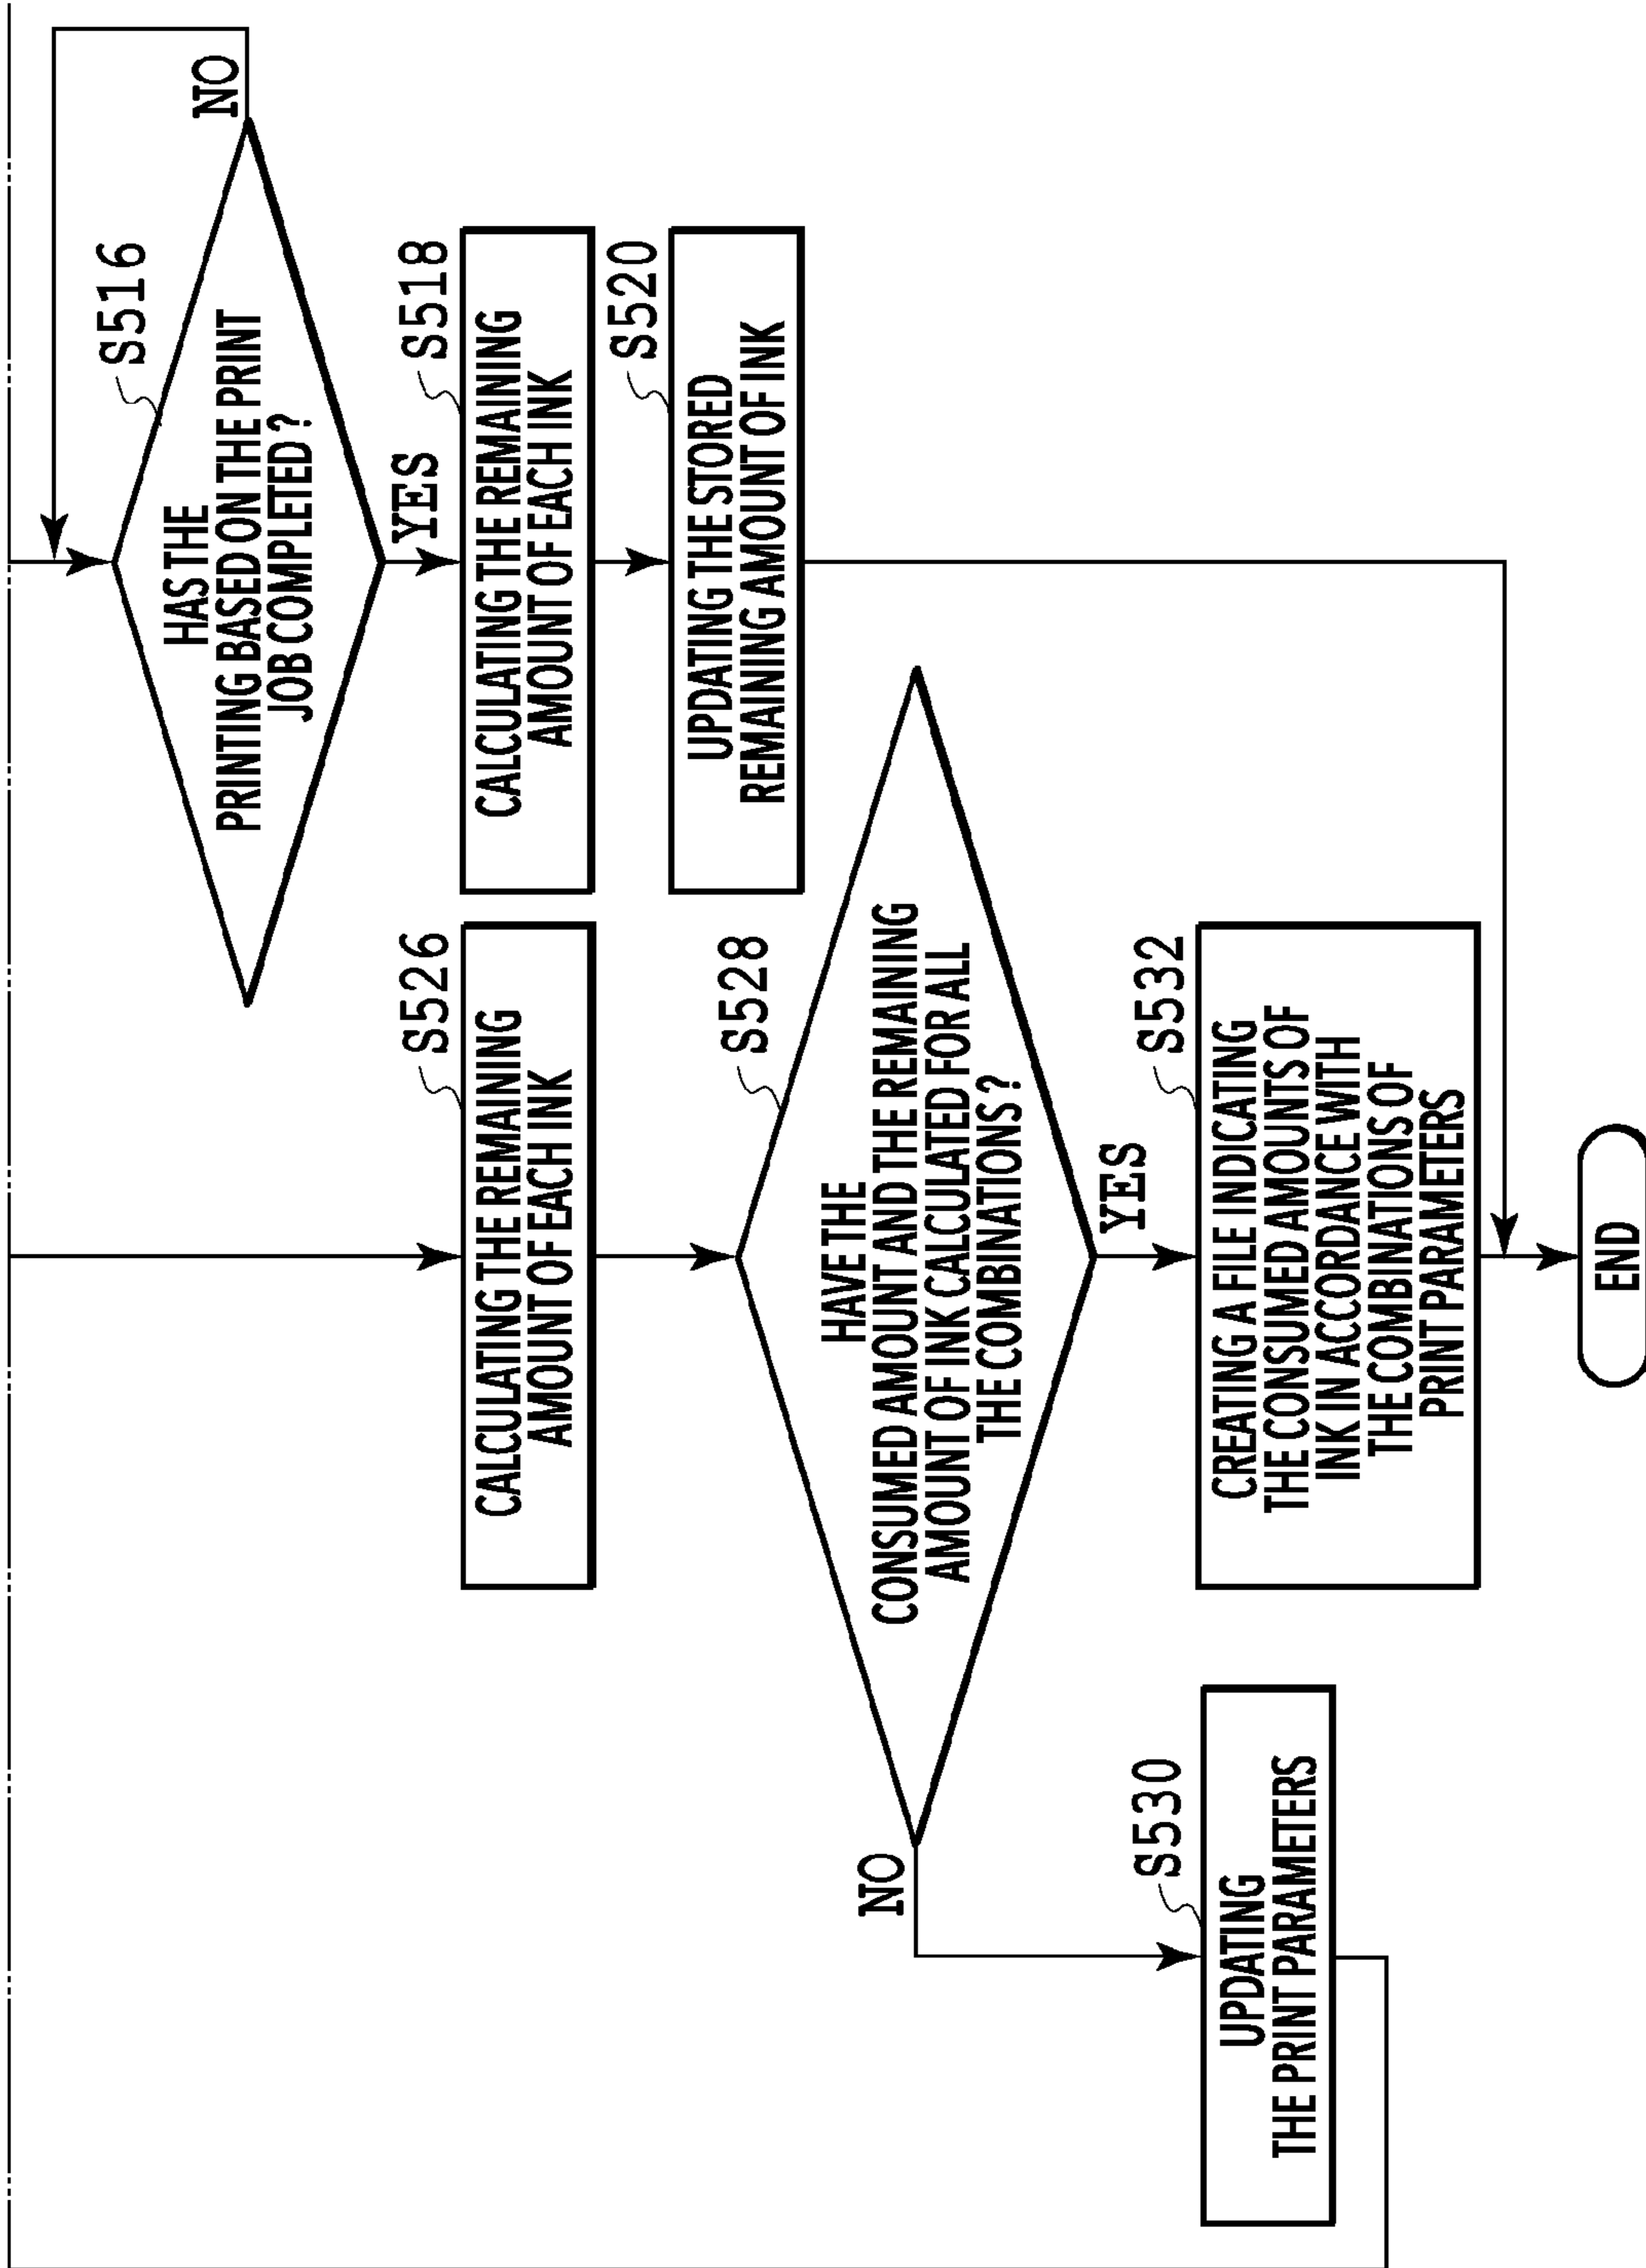 S516
HAS THE
PRINTING BASED ON THE PRINT
JOB COMPLETED ?
NO
YES
S518
CALCULATING THE REMAINING
AMOUNT OF EACH INK
S520
UPDATING THE STORED
REMAINING AMOUNT OF INK
S526
CALCULATING THE REMAINING
AMOUNT OF EACH INK
S528
HAVE THE
CONSUMED AMOUNT AND THE REMAINING
AMOUNT OF INK CALCULATED FOR ALL
THE COMBINATIONS ?
NO
YES
S530
UPDATING
THE PRINT PARAMETERS
S532
CREATING A FILE INDICATING
THE CONSUMED AMOUNTS OF
INK IN ACCORDANCE WITH
THE COMBINATIONS OF
PRINT PARAMETERS
END